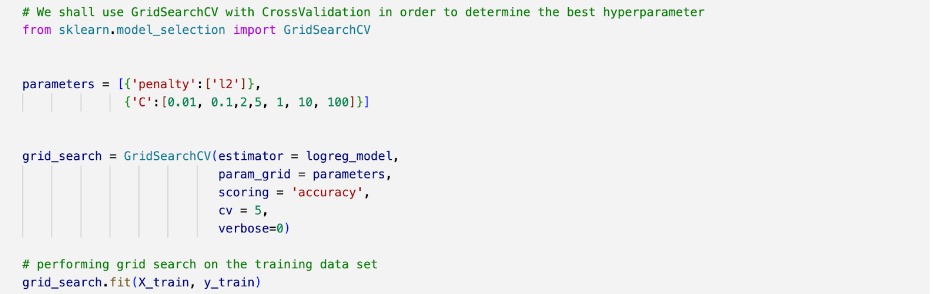 # We shall use GridSearchCV with CrossValidation in order to determine the best hyperparameter
from sklearn.model_selection import GridSearchCV
parameters = [{'penalty':['l2']},
{'C':[0.01, 0.1,2,5, 1, 10, 100]}]
grid_search = GridSearchCV(estimator = logreg_model,
param_grid = parameters,
scoring = 'accuracy',
cv = 5,
verbose=0)
# performing grid search on the training data set
grid_search.fit(X_train, y_train)